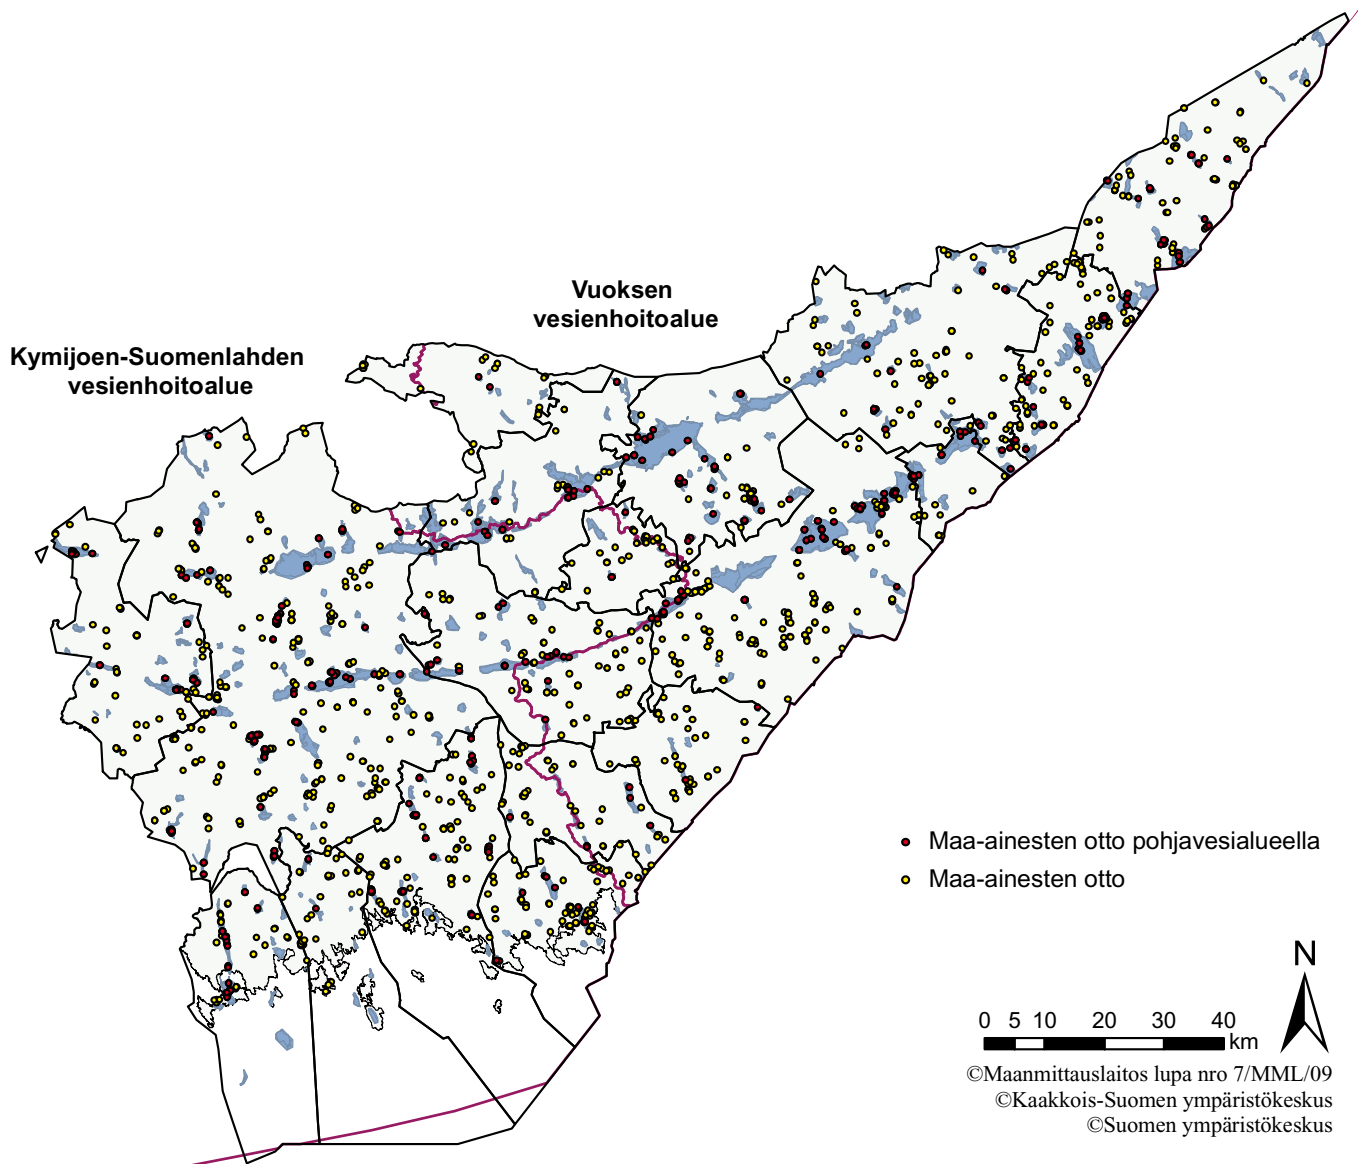 Vuoksen
vesienhoitoalue
Kymijoen-Suomenlahden
vesienhoitoalue
Maa-ainesten otto pohjavesialueella
Maa-ainesten otto
N
0 5 10 20 30 40
km
©Maanmittauslaitos lupa nro 7/MML/09
©Kaakkois-Suomen ympäristökeskus
©Suomen ympäristökeskus